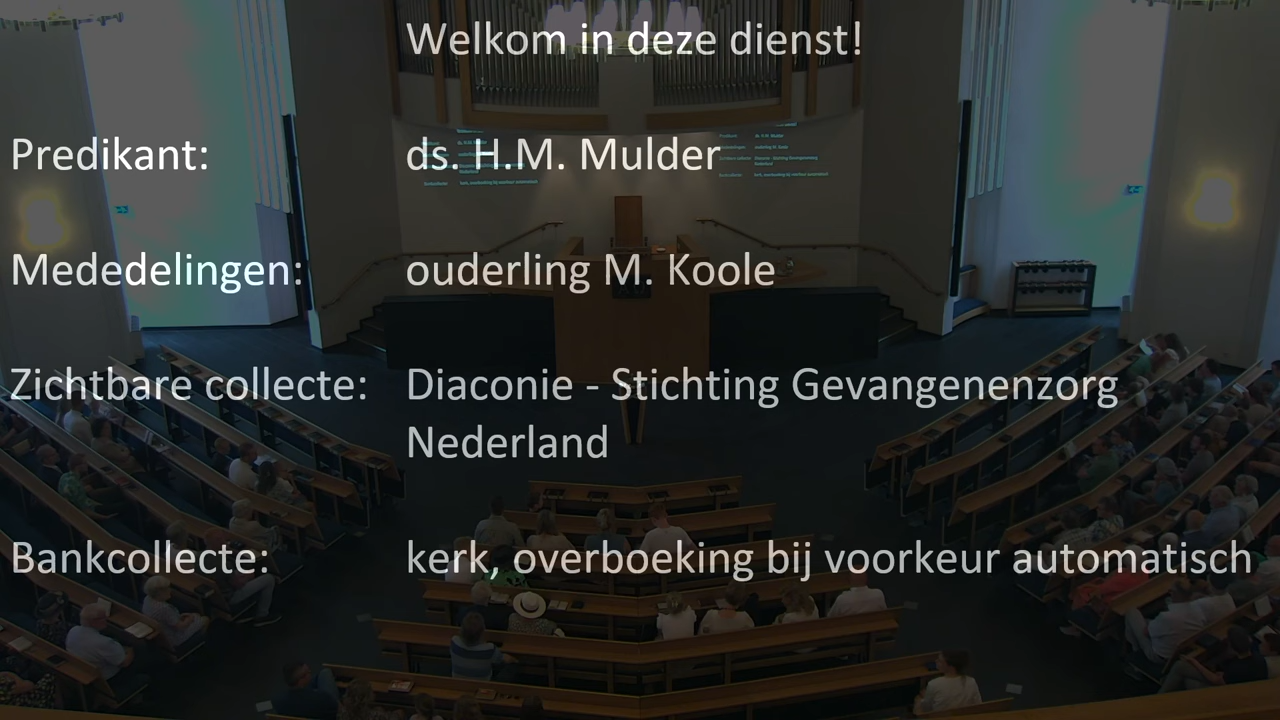 Welkom in deze dienst!
Predikant: ds. H.M. Mulder
Mededelingen: ouderling M. Koole
Zichtbare collecte: Diaconie - Stichting Gevangenenzorg
Nederland
Bankcollecte: kerk, overboeking bij voorkeur automatisch